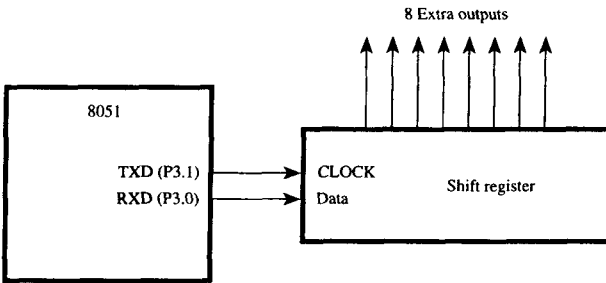 8 Extra outputs
8051
TXD (P3.1)
CLOCK
RXD (P3.0)
Data
Shift register